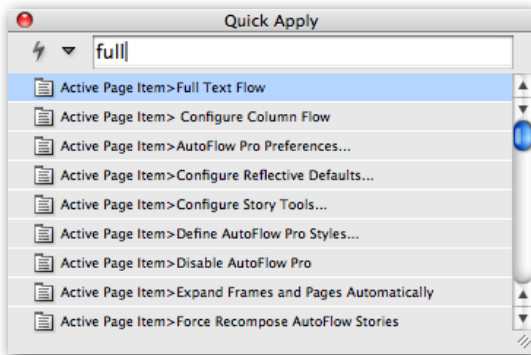 Quick Apply
full
Active Page Item>Full Text Flow
Active Page Item> Configure Column Flow
Active Page Item>AutoFlow Pro Preferences...
Active Page Item>Configure Reflective Defaults...
Active Page Item>Configure Story Tools...
Active Page Item>Define AutoFlow Pro Styles...
Active Page Item>Disable AutoFlow Pro
Active Page Item>Expand Frames and Pages Automatically
Active Page Item>Force Recompose AutoFlow Stories